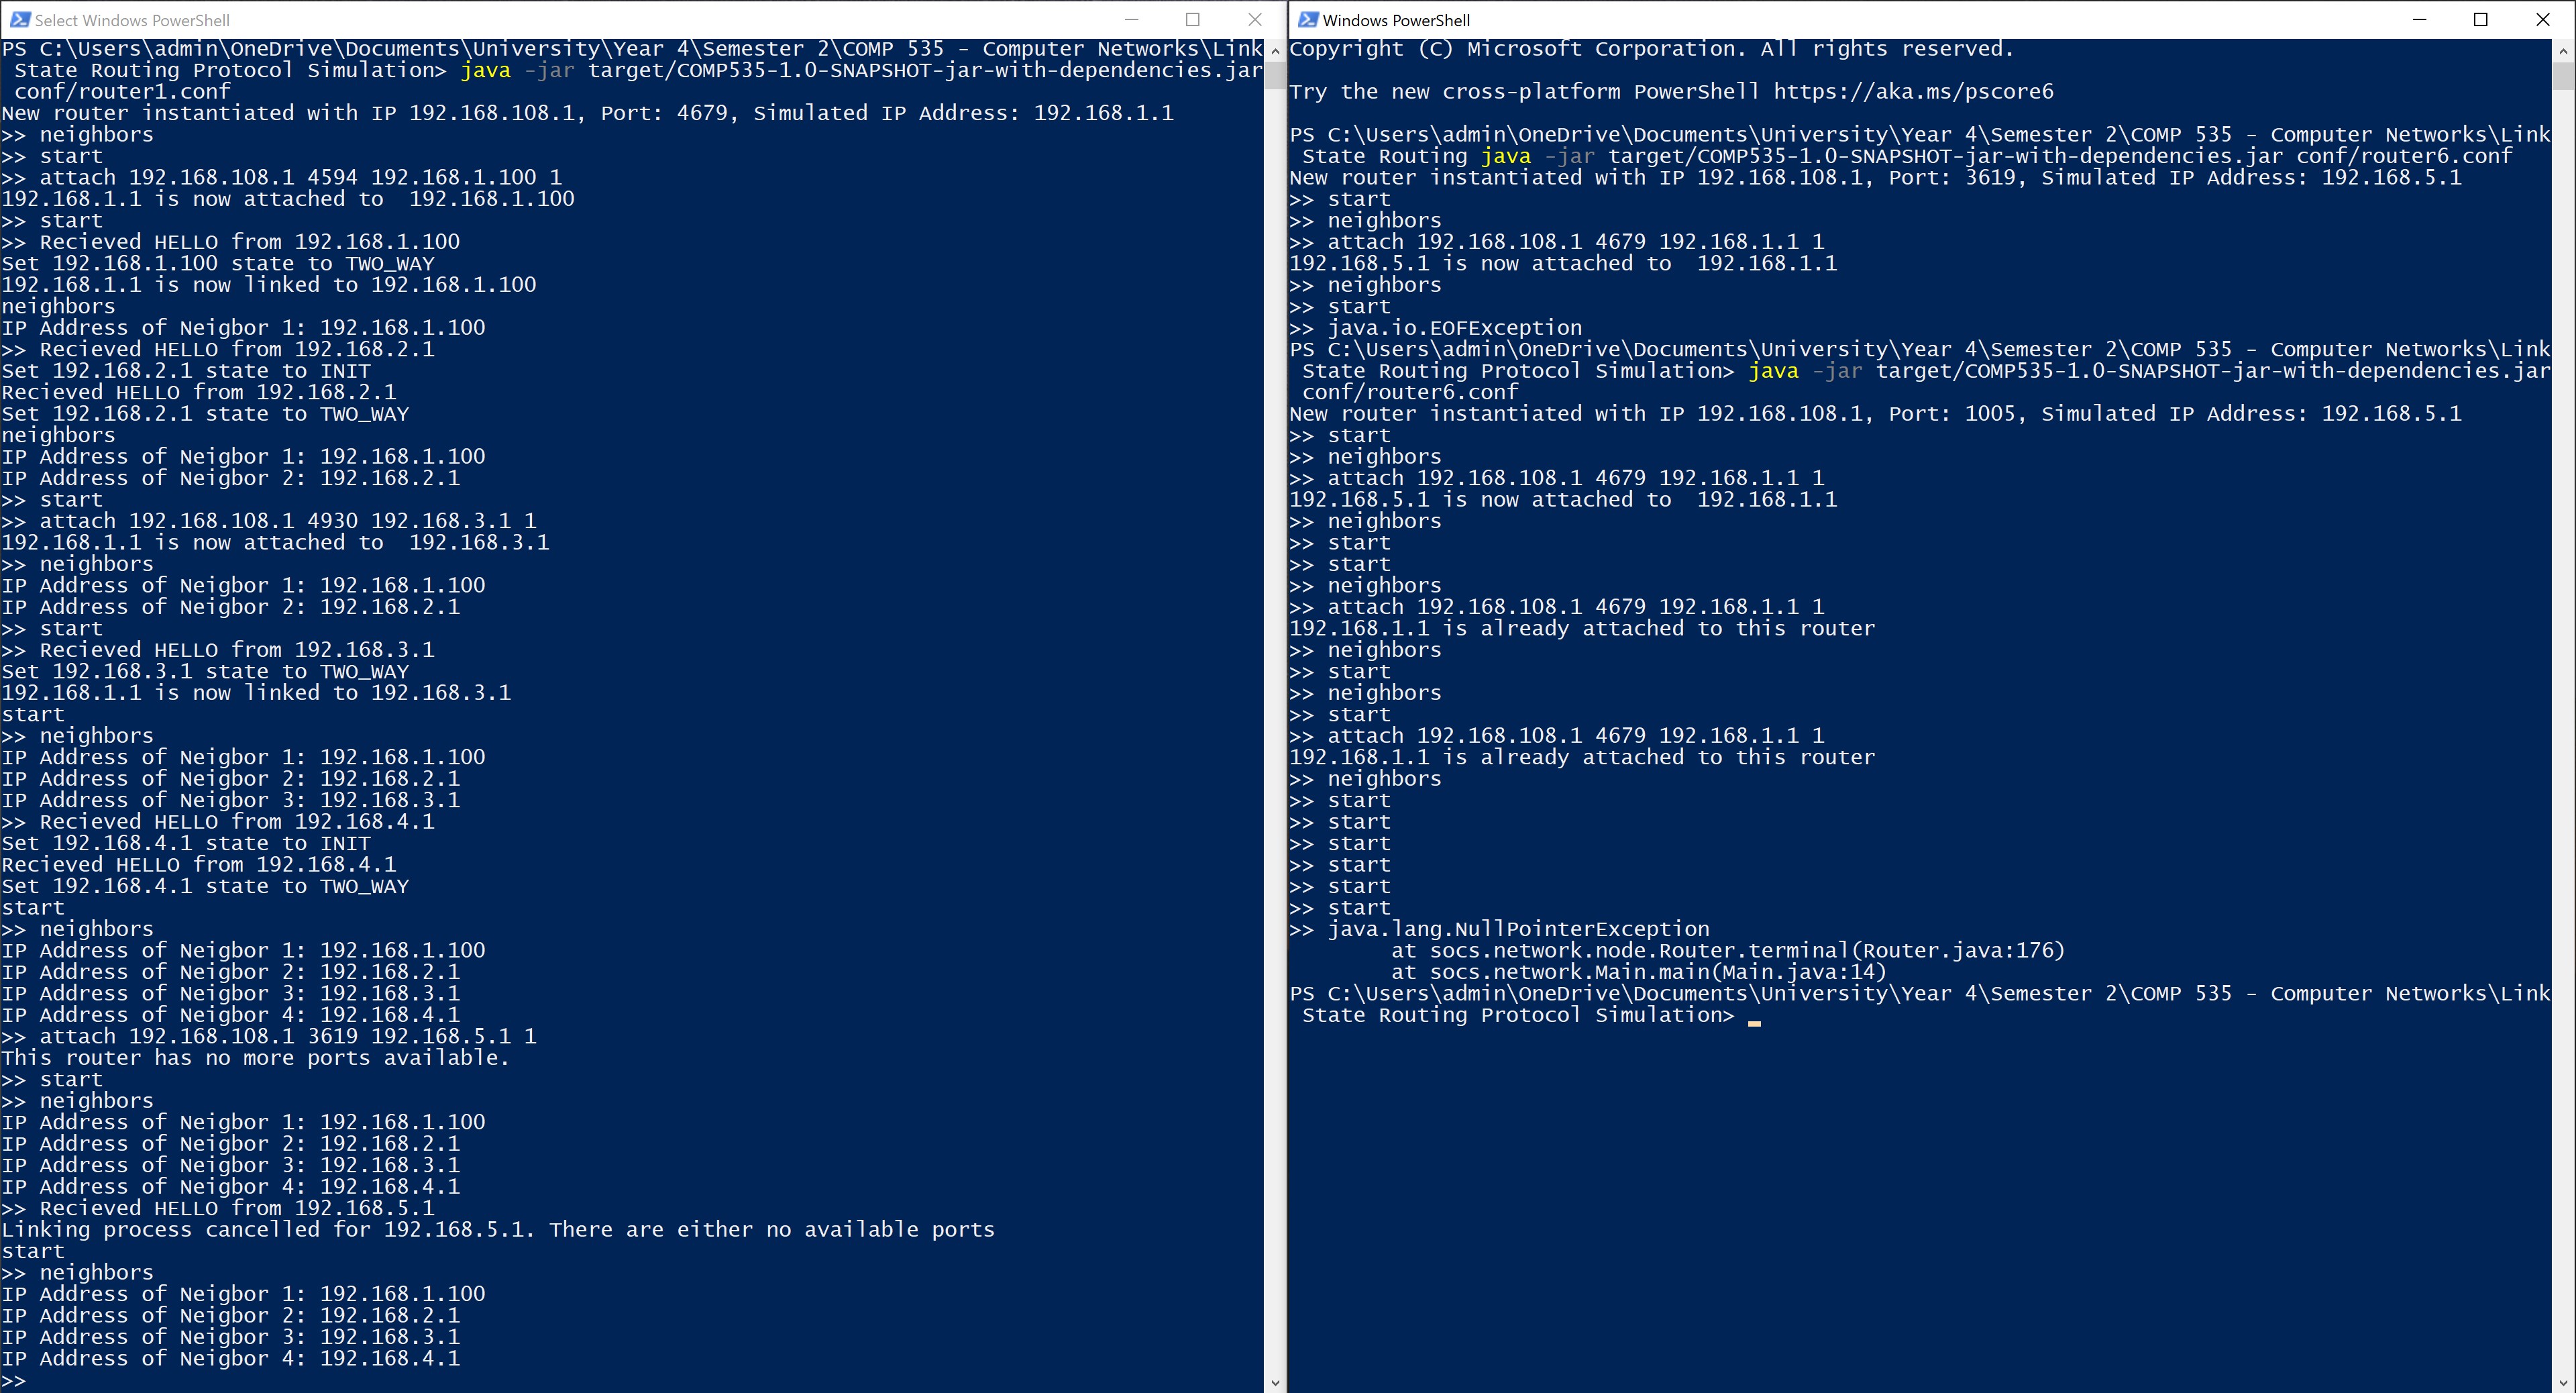 Select Windows PowerShell
PS C:\Users\admin\OneDrive\Documents\University\Year 4\Semester 2\COMP 535 - Computer Networks\Link
State Routing Protocol Simulation> java -jar target/COMP535-1.0-SNAPSHOT-jar-with-dependencies.jar
conf/router1.conf
New router instantiated with IP 192.168.108.1, Port: 4679, Simulated IP Address: 192.168.1.1
>> neighbors
>> start
>> attach 192.168.108.1 4594 192.168.1.100 1
192.168.1.1 is now attached to  192.168.1.100
>> start
>> Recieved HELLO from 192.168.1.100
Set 192.168.1.100 state to TWO_WAY
192.168.1.1 is now linked to 192.168.1.100
neighbors
IP Address of Neigbor 1: 192.168.1.100
>> Recieved HELLO from 192.168.2.1
Set 192.168.2.1 state to INIT
Recieved HELLO from 192.168.2.1
Set 192.168.2.1 state to TWO_WAY
neighbors
IP Address of Neigbor 1: 192.168.1.100
IP Address of Neigbor 2: 192.168.2.1
>> start
>> attach 192.168.108.1 4930 192.168.3.1 1
192.168.1.1 is now attached to  192.168.3.1
>> neighbors
IP Address of Neigbor 1: 192.168.1.100
IP Address of Neigbor 2: 192.168.2.1
>> start
>> Recieved HELLO from 192.168.3.1
Set 192.168.3.1 state to TWO_WAY
192.168.1.1 is now linked to 192.168.3.1
start
>> neighbors
IP Address of Neigbor 1: 192.168.1.100
IP Address of Neigbor 2: 192.168.2.1
IP Address of Neigbor 3: 192.168.3.1
>> Recieved HELLO from 192.168.4.1
Set 192.168.4.1 state to INIT
Recieved HELLO from 192.168.4.1
Set 192.168.4.1 state to TWO_WAY
start
>> neighbors
IP Address of Neigbor 1: 192.168.1.100
IP Address of Neigbor 2: 192.168.2.1
IP Address of Neigbor 3: 192.168.3.1
IP Address of Neigbor 4: 192.168.4.1
>> attach 192.168.108.1 3619 192.168.5.1 1
This router has no more ports available.
>> start
>> neighbors
IP Address of Neigbor 1: 192.168.1.100
IP Address of Neigbor 2: 192.168.2.1
IP Address of Neigbor 3: 192.168.3.1
IP Address of Neigbor 4: 192.168.4.1
>> Recieved HELLO from 192.168.5.1
Linking process cancelled for 192.168.5.1. There are either no available ports
start
>> neighbors
IP Address of Neigbor 1: 192.168.1.100
IP Address of Neigbor 2: 192.168.2.1
IP Address of Neigbor 3: 192.168.3.1
IP Address of Neigbor 4: 192.168.4.1
>>
Windows PowerShell
Copyright (C) Microsoft Corporation. All rights reserved.
Try the new cross-platform PowerShell https://aka.ms/pscore6
PS C:\Users\admin\OneDrive\Documents\University\Year 4\Semester 2\COMP 535 - Computer Networks\Link
State Routing java -jar target/COMP535-1.0-SNAPSHOT-jar-with-dependencies.jar conf/router6.conf
New router instantiated with IP 192.168.108.1, Port: 3619, Simulated IP Address: 192.168.5.1
>> start
>> neighbors
>> attach 192.168.108.1 4679 192.168.1.1 1
192.168.5.1 is now attached to  192.168.1.1
>> neighbors
>> start
>> java.io.EOFException
PS C:\Users\admin\OneDrive\Documents\University\Year 4\Semester 2\COMP 535 - Computer Networks\Link
State Routing Protocol Simulation> java -jar target/COMP535-1.0-SNAPSHOT-jar-with-dependencies.jar
conf/router6.conf
New router instantiated with IP 192.168.108.1, Port: 1005, Simulated IP Address: 192.168.5.1
>> start
>> neighbors
>> attach 192.168.108.1 4679 192.168.1.1 1
192.168.5.1 is now attached to  192.168.1.1
>> neighbors
>> start
>> start
>> neighbors
>> attach 192.168.108.1 4679 192.168.1.1 1
192.168.1.1 is already attached to this router
>> neighbors
>> start
>> neighbors
>> start
>> attach 192.168.108.1 4679 192.168.1.1 1
192.168.1.1 is already attached to this router
>> neighbors
>> start
>> start
>> start
>> start
>> start
>> start
>> java.lang.NullPointerException
at socs.network.node.Router.terminal(Router.java:176)
at socs.network.Main.main(Main.java:14)
PS C:\Users\admin\OneDrive\Documents\University\Year 4\Semester 2\COMP 535 - Computer Networks\Link
State Routing Protocol Simulation>